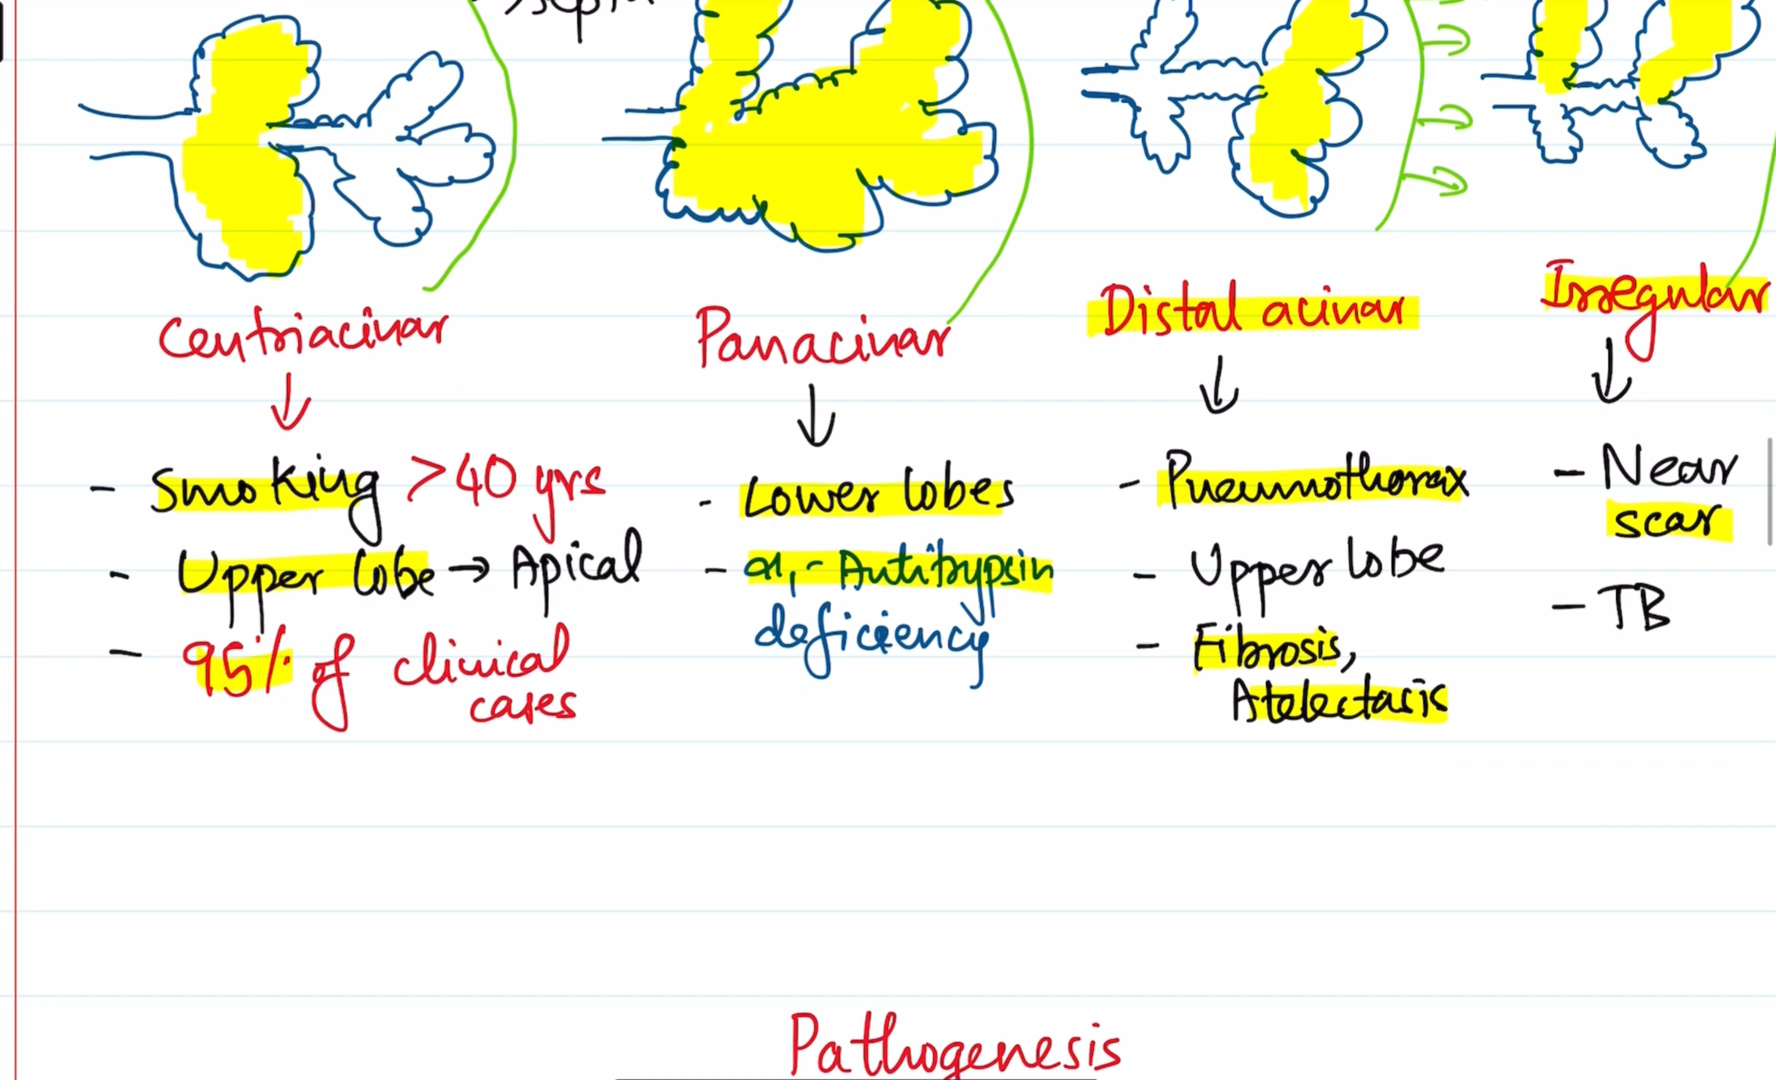 septa
Centriacinar
Panacinar
Distal acinar
Irregular
- Smoking >40 yrs
- Upper lobe → Apical
- 95% of clinical
cases
- Lower lobes
- α₁-Antitrypsin
deficiency
- Pneumothorax
- Upper lobe
- Fibrosis,
Atelectasis
- Near
scar
- TB
Pathogenesis